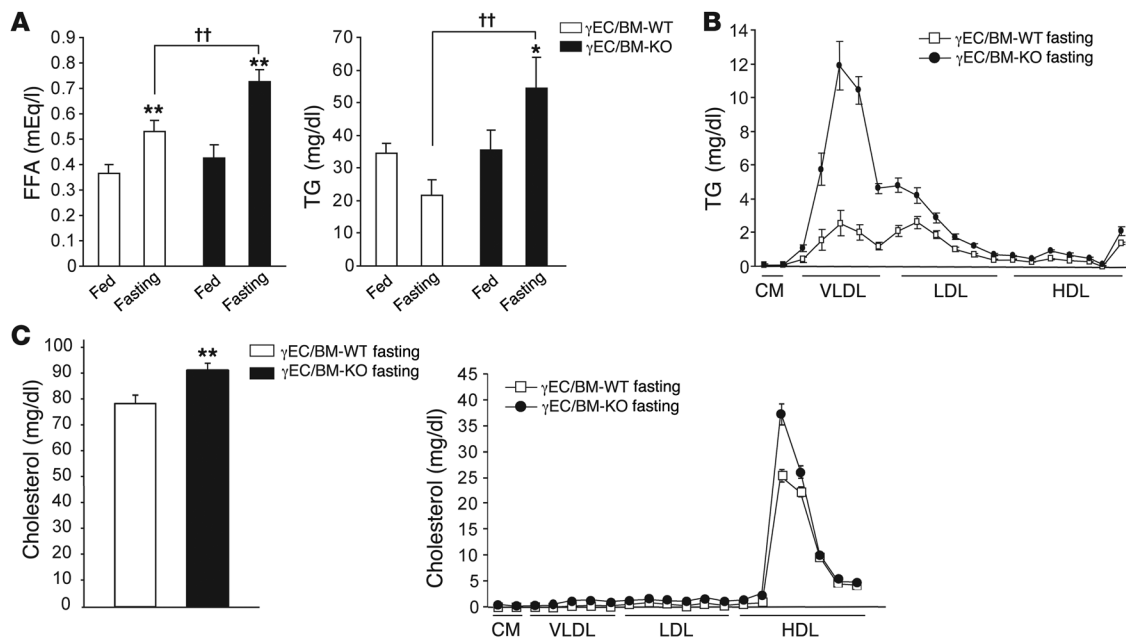 A
FFA (mEq/l)
0.9
0.8
0.7
0.6
0.5
0.4
0.3
0.4
0.1
0
††
**
**
Fed
Fasting
Fed
Fasting
TG (mg/dl)
70
60
50
40
30
20
10
0
††
*
Fed
Fasting
Fed
Fasting
γEC/BM-WT
γEC/BM-KO
B
TG (mg/dl)
14
12
10
8
6
4
2
0
γEC/BM-WT fasting
γEC/BM-KO fasting
CM
VLDL
LDL
HDL
C
Cholesterol (mg/dl)
100
90
80
70
60
50
40
30
20
10
0
**
γEC/BM-WT fasting
γEC/BM-KO fasting
Cholesterol (mg/dl)
45
40
35
30
25
20
15
10
5
0
γEC/BM-WT fasting
γEC/BM-KO fasting
CM
VLDL
LDL
HDL